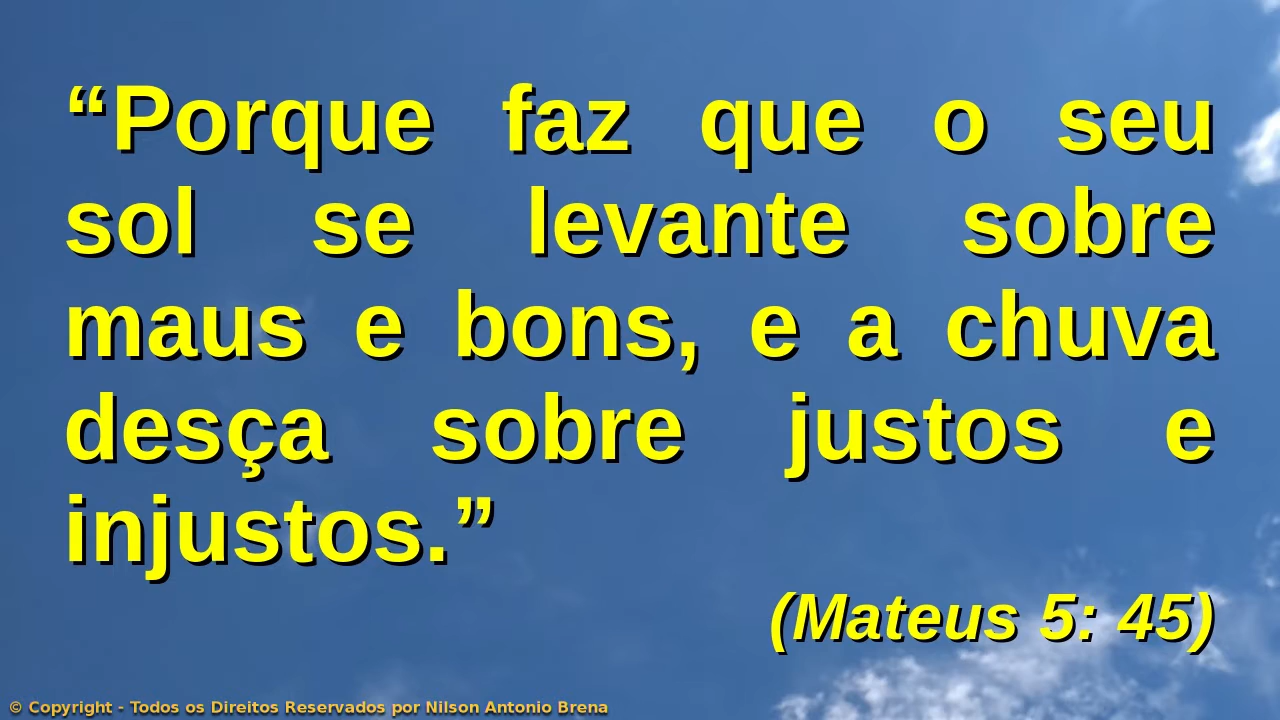 “Porque faz que o seu
sol se levante sobre
maus e bons, e a chuva
desça sobre justos e
injustos.”
(Mateus 5: 45)
© Copyright - Todos os Direitos Reservados por Nilson Antonio Brena